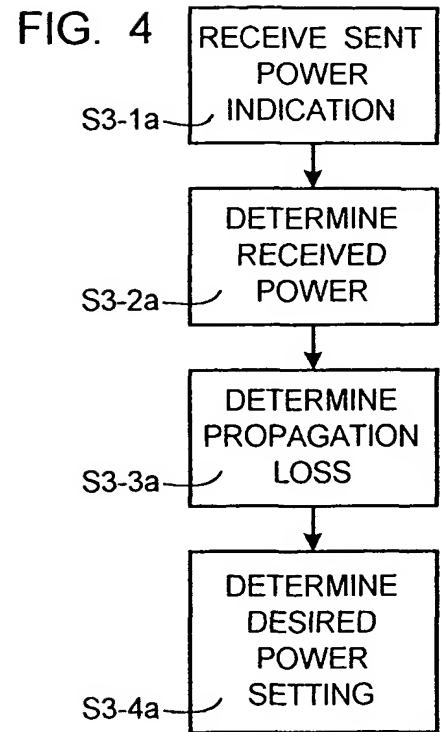 FIG. 4
RECEIVE SENT
POWER
INDICATION
S3-1a
DETERMINE
RECEIVED
POWER
S3-2a
DETERMINE
PROPAGATION
LOSS
S3-3a
DETERMINE
DESIRED
POWER
SETTING
S3-4a